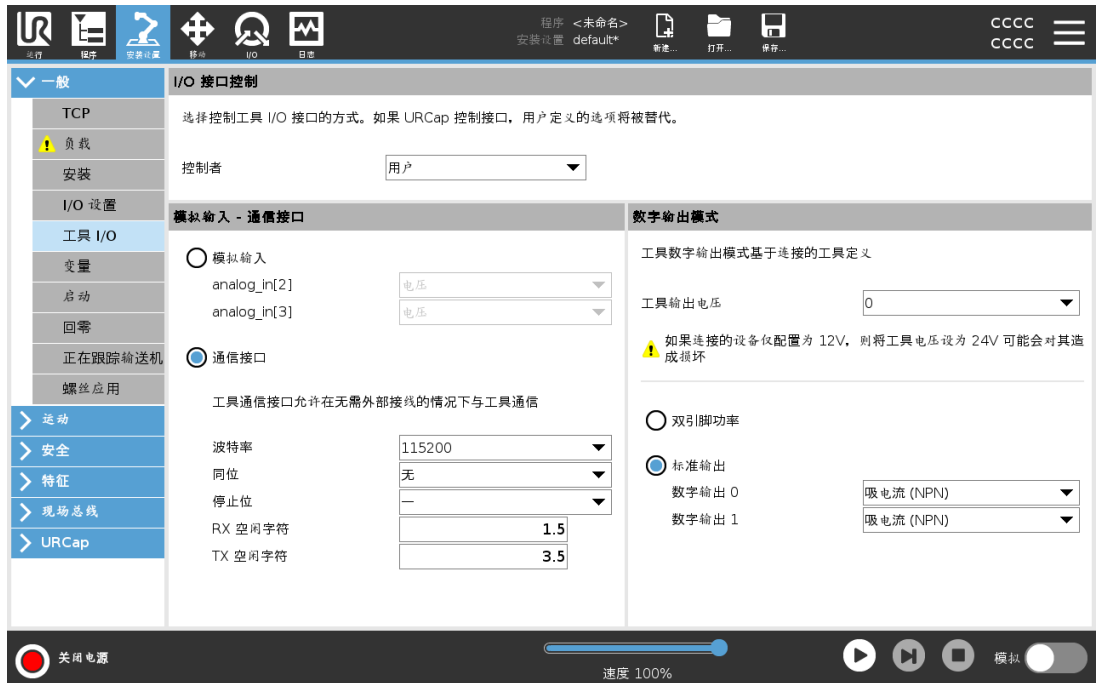 程序 <未命名>
安装设置 default*
CCCC
CCCC
运行 程序 安装设置 移动 I/O 日志 新建... 打开... 保存...
一般
TCP
负载
安装
I/O 设置
工具 I/O
变量
启动
回零
正在跟踪输送机
螺丝应用
运动
安全
特征
现场总线
URCap
I/O 接口控制
选择控制工具 I/O 接口的方式。如果 URCap 控制接口，用户定义的选项将被替代。
控制者 用户
模拟输入 - 通信接口
模拟输入
analog_in[2] 电压
analog_in[3] 电压
通信接口
工具通信接口允许在无需外部接线的情况下与工具通信
波特率 115200
同位 无
停止位 一
RX 空闲字符 1.5
TX 空闲字符 3.5
数字输出模式
工具数字输出模式基于连接的工具定义
工具输出电压 0
如果连接的设备仅配置为 12V，则将工具电压设为 24V 可能会对其造
成损坏
双引脚功率
标准输出
数字输出 0 吸电流 (NPN)
数字输出 1 吸电流 (NPN)
关闭电源
速度 100%
模拟